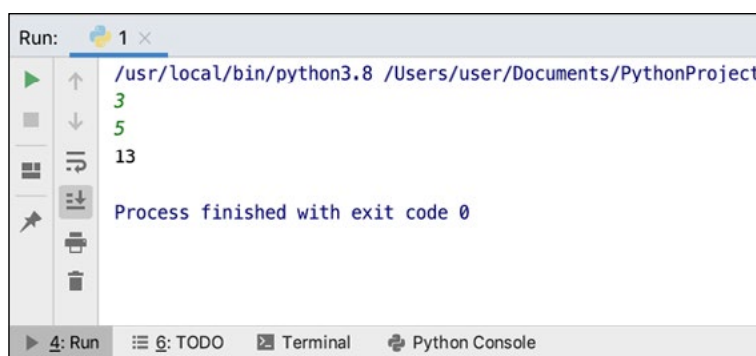 Run: 1
/usr/local/bin/python3.8 /Users/user/Documents/PythonProject
3
5
13
Process finished with exit code 0
4: Run 6: TODO Terminal Python Console